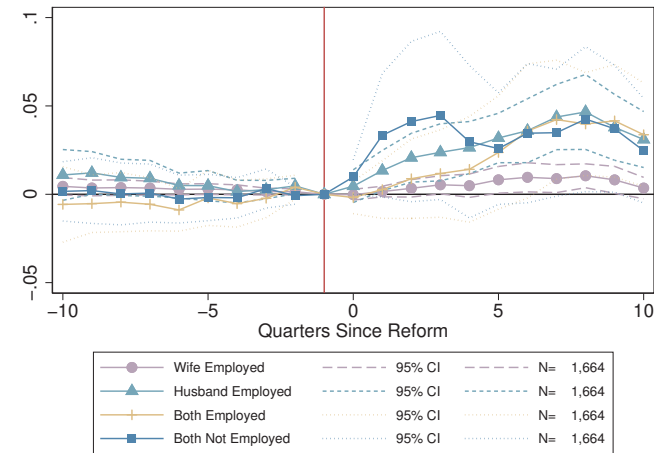 .1
.05
0
-.05
-10 -5 0 5 10
Quarters Since Reform
Wife Employed 95% CI N= 1,664
Husband Employed 95% CI N= 1,664
Both Employed 95% CI N= 1,664
Both Not Employed 95% CI N= 1,664